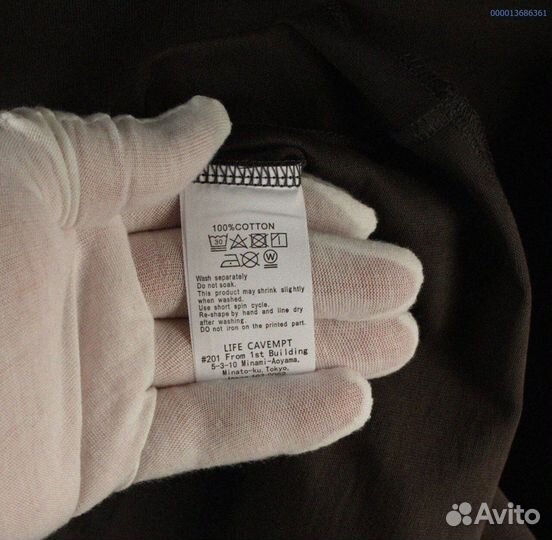 000013686361
100%COTTON
30
W
Wash separately
Do not soak.
This product may shrink slightly
when washed.
Use short spin cycle.
Re-shape by hand and line dry
after washing.
DO not iron on the printed part.
LIFE CAVEMPT
#201 From 1st Building
5-3-10 Minami-Aoyama,
Minato-ku, Tokyo,
Avito